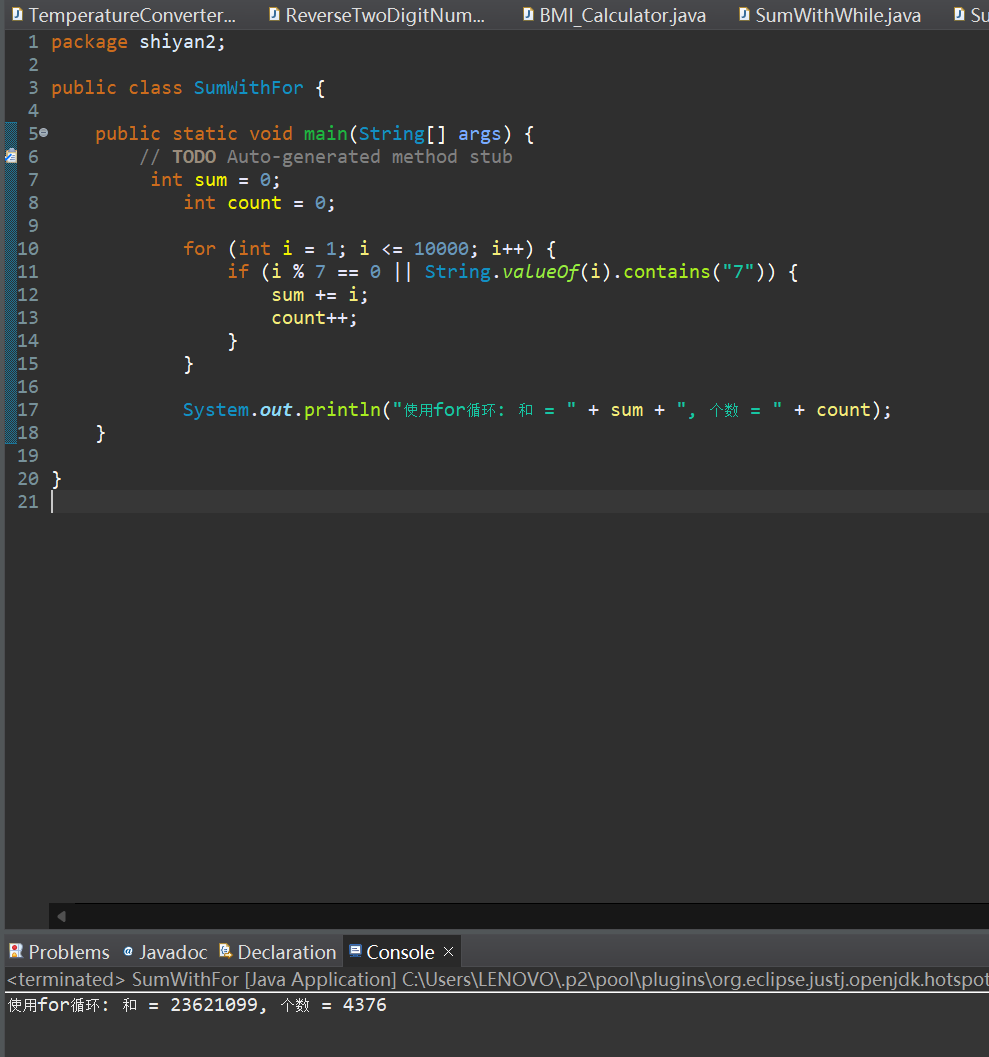 TemperatureConverter... ReverseTwoDigitNum... BMI_Calculator.java SumWithWhile.java Su
1 package shiyan2;
2
3 public class SumWithFor {
4
5 public static void main(String[] args) {
6 // TODO Auto-generated method stub
7 int sum = 0;
8 int count = 0;
9
10 for (int i = 1; i <= 10000; i++) {
11 if (i % 7 == 0 || String.valueOf(i).contains("7")) {
12 sum += i;
13 count++;
14 }
15 }
16
17 System.out.println("使用for循环: 和 = " + sum + ", 个数 = " + count);
18 }
19
20 }
21
Problems Javadoc Declaration Console
<terminated> SumWithFor [Java Application] C:\Users\LENOVO\.p2\pool\plugins\org.eclipse.justj.openjdk.hotspot
使用for循环: 和 = 23621099, 个数 = 4376